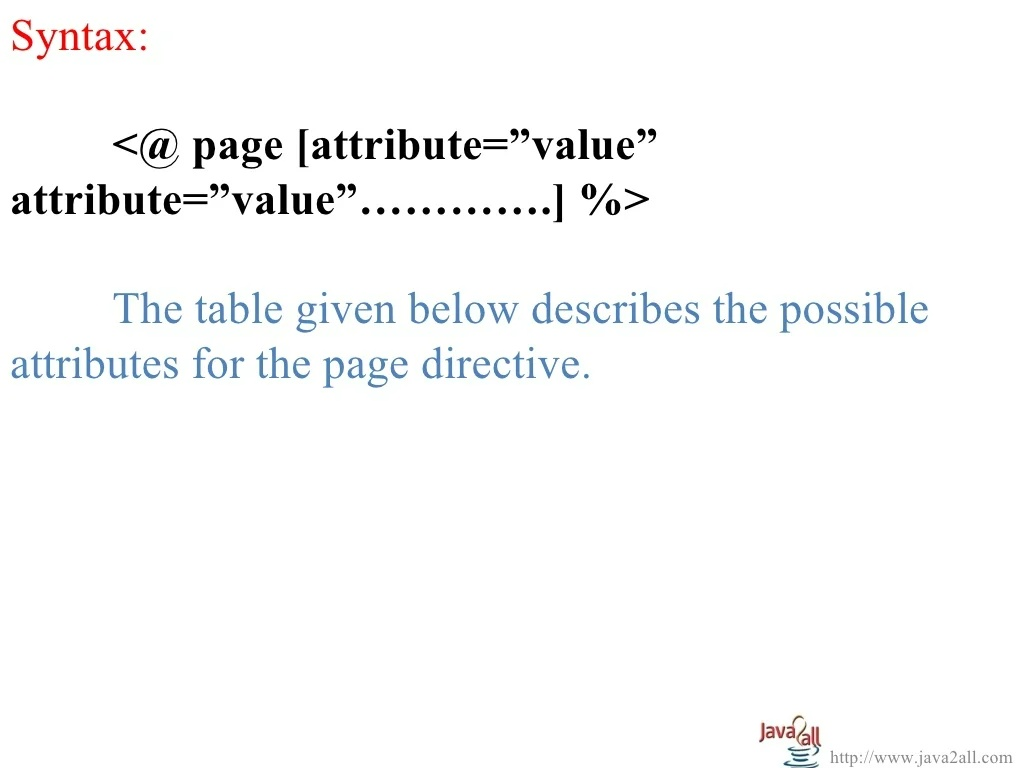 Syntax:
<@ page [attribute=”value”
attribute=”value”………….] %>
The table given below describes the possible
attributes for the page directive.
Java2all
http://www.java2all.com